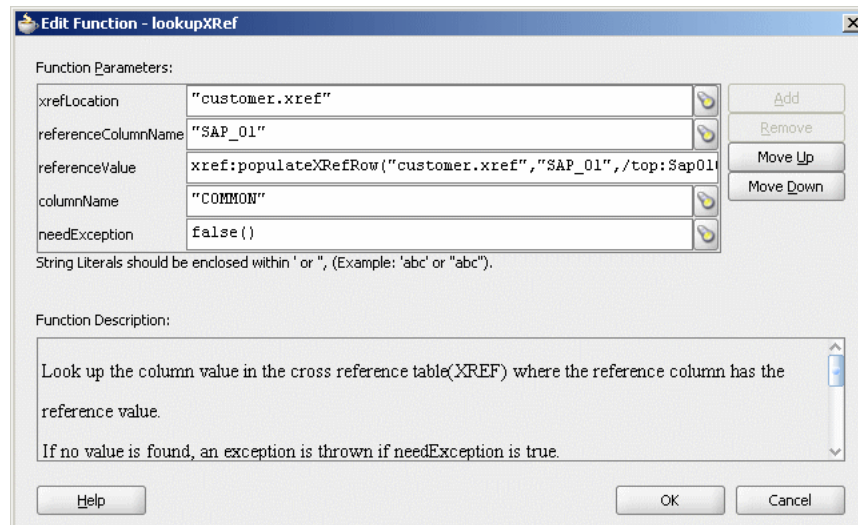 Edit Function - lookupXRef
Function Parameters:
xrefLocation "customer.xref"
referenceColumnName "SAP_01"
referenceValue xref:populateXRefRow("customer.xref","SAP_01",/top:Sap01
columnName "COMMON"
needException false()
Add
Remove
Move Up
Move Down
String Literals should be enclosed within ' or ", (Example: 'abc' or "abc").
Function Description:
Look up the column value in the cross reference table(XREF) where the reference column has the
reference value.
If no value is found, an exception is thrown if needException is true.
Help
OK
Cancel